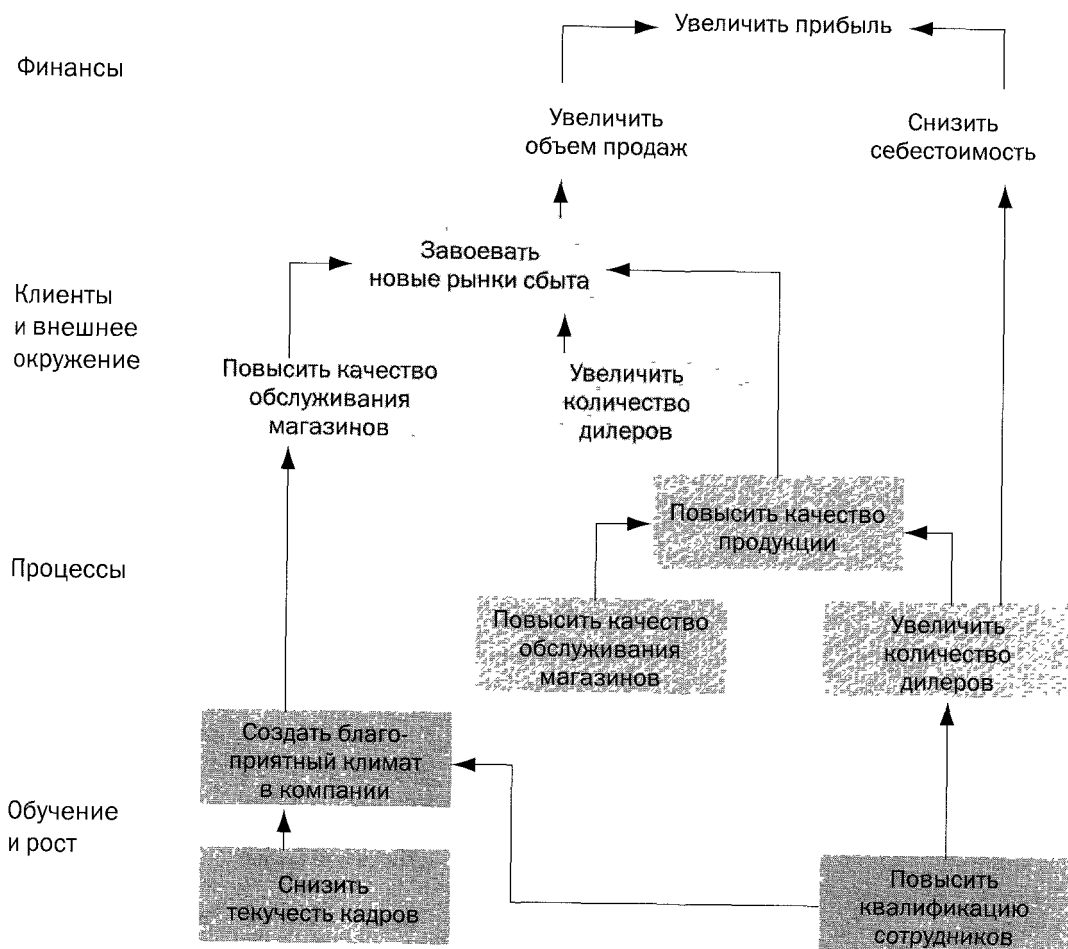 Увеличить прибыль
Финансы
Увеличить
объем продаж
Снизить
себестоимость
Завоевать
новые рынки сбыта
Клиенты
и внешнее
окружение
Повысить качество
обслуживания
магазинов
Увеличить
количество
дилеров
Повысить качество
продукции
Процессы
Повысить качество
обслуживания
магазинов
Увеличить
количество
дилеров
Создать благо-
приятный климат
в компании
Обучение
и рост
Снизить
текучесть кадров
Повысить
квалификацию
сотрудников